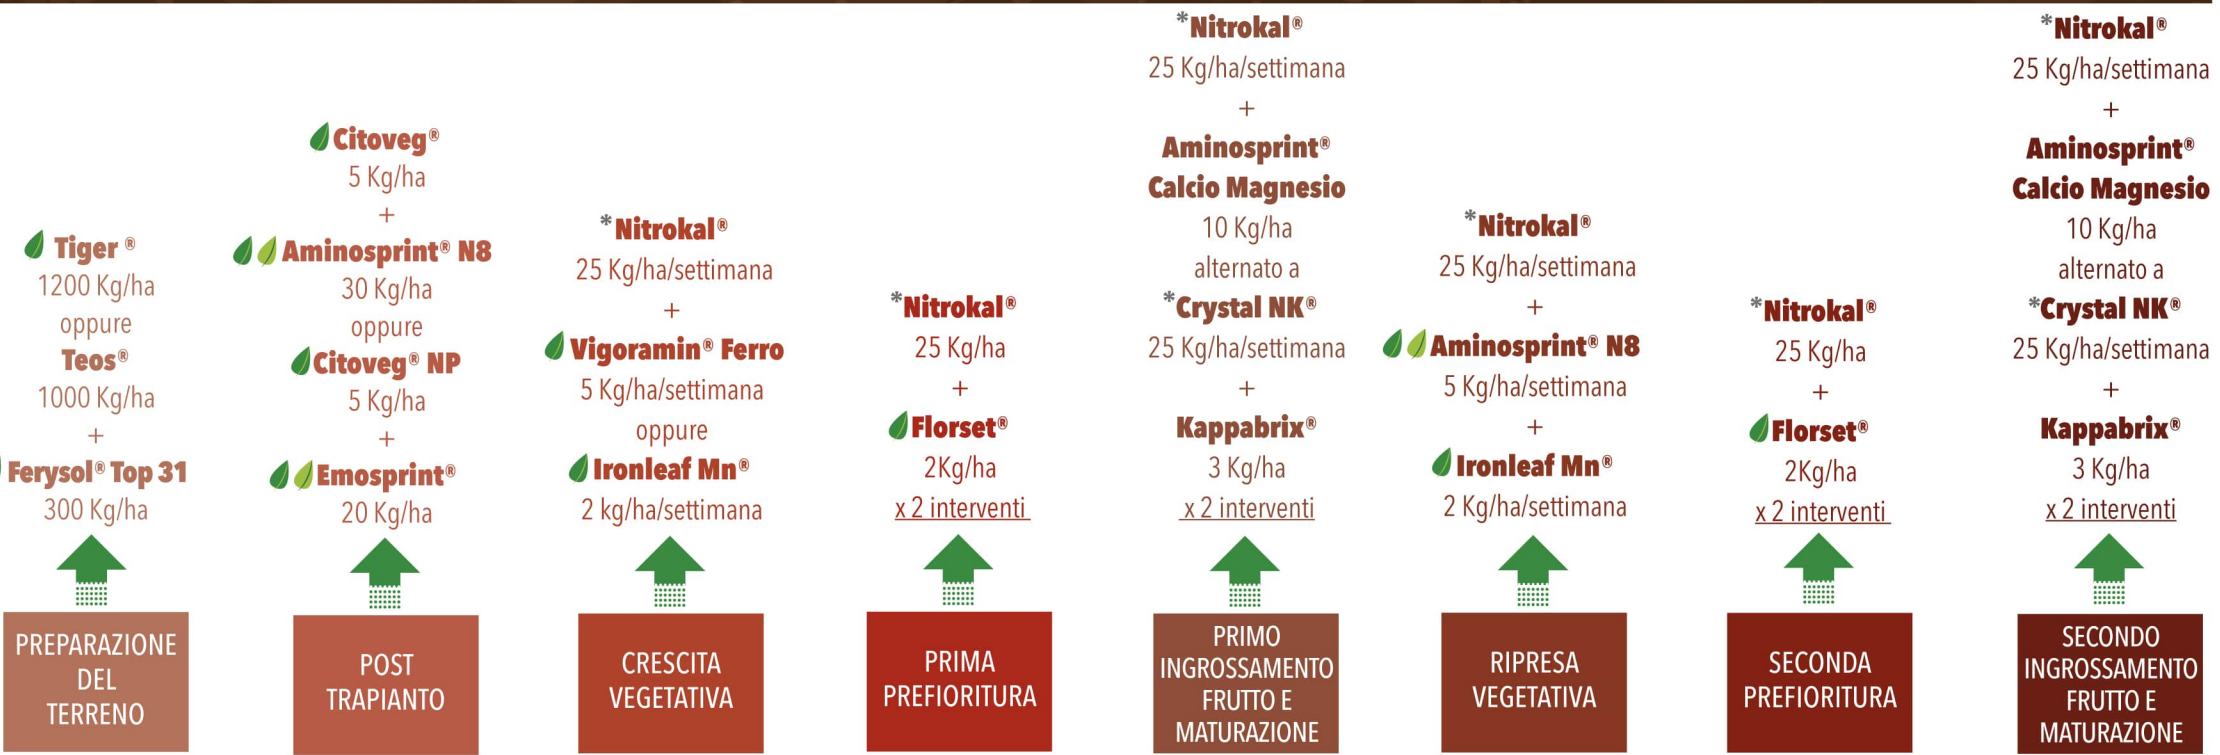 Tiger ®
1200 Kg/ha
oppure
Teos®
1000 Kg/ha
+
Ferysol® Top 31
300 Kg/ha
PREPARAZIONE
DEL
TERRENO
Citoveg®
5 Kg/ha
+
Aminosprint® N8
30 Kg/ha
oppure
Citoveg® NP
5 Kg/ha
+
Emosprint®
20 Kg/ha
POST
TRAPIANTO
*Nitrokal®
25 Kg/ha/settimana
+
Vigoramin® Ferro
5 Kg/ha/settimana
oppure
Ironleaf Mn®
2 kg/ha/settimana
CRESCITA
VEGETATIVA
*Nitrokal®
25 Kg/ha
+
Florset®
2Kg/ha
x 2 interventi
PRIMA
PREFIORITURA
*Nitrokal®
25 Kg/ha/settimana
+
Aminosprint®
Calcio Magnesio
10 Kg/ha
alternato a
*Crystal NK®
25 Kg/ha/settimana
+
Kappabrix®
3 Kg/ha
x 2 interventi
PRIMO
INGROSSAMENTO
FRUTTO E
MATURAZIONE
*Nitrokal®
25 Kg/ha/settimana
+
Aminosprint® N8
5 Kg/ha/settimana
+
Ironleaf Mn®
2 Kg/ha/settimana
RIPRESA
VEGETATIVA
*Nitrokal®
25 Kg/ha
+
Florset®
2Kg/ha
x 2 interventi
SECONDA
PREFIORITURA
*Nitrokal®
25 Kg/ha/settimana
+
Aminosprint®
Calcio Magnesio
10 Kg/ha
alternato a
*Crystal NK®
25 Kg/ha/settimana
+
Kappabrix®
3 Kg/ha
x 2 interventi
SECONDO
INGROSSAMENTO
FRUTTO E
MATURAZIONE